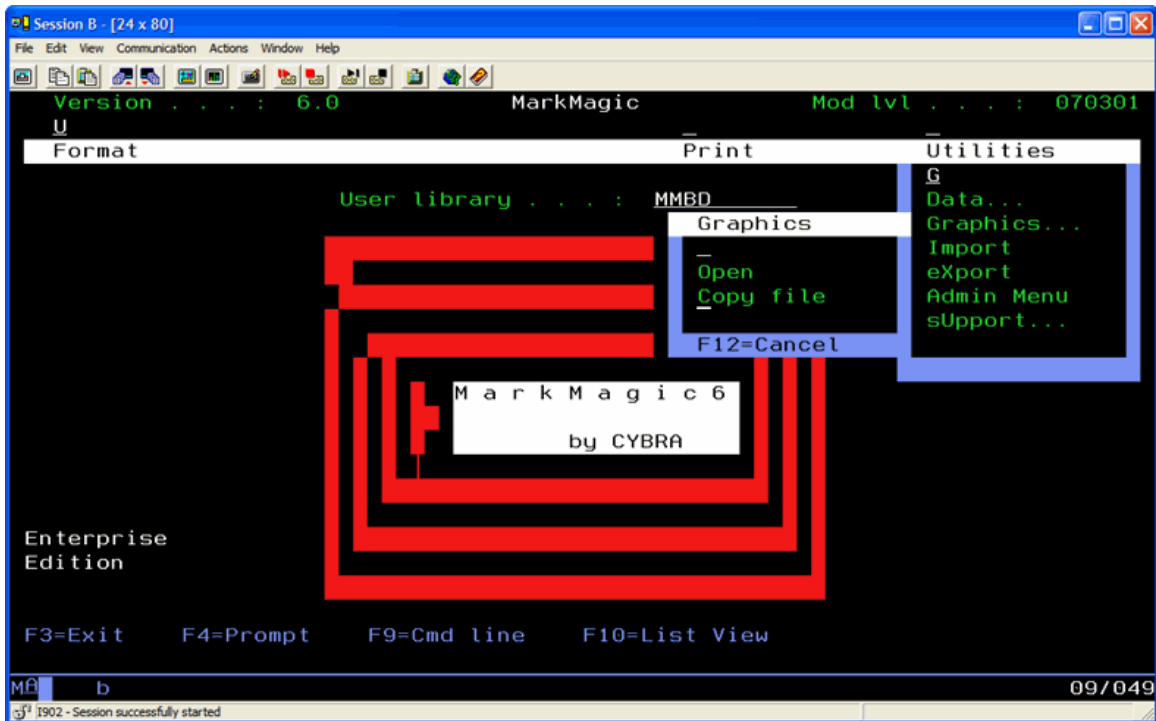 Session B - [24 x 80]
File Edit View Communication Actions Window Help
Version . . . : 6.0 MarkMagic Mod lvl . . . : 070301
U _ _
Format Print Utilities
G
User library . . . : MMBD Data...
Graphics Graphics...
_ Import
Open eXport
Copy file Admin Menu
sUpport...
F12=Cancel
M a r k M a g i c 6
by CYBRA
Enterprise
Edition
F3=Exit F4=Prompt F9=Cmd line F10=List View
MA b 09/049
I902 - Session successfully started